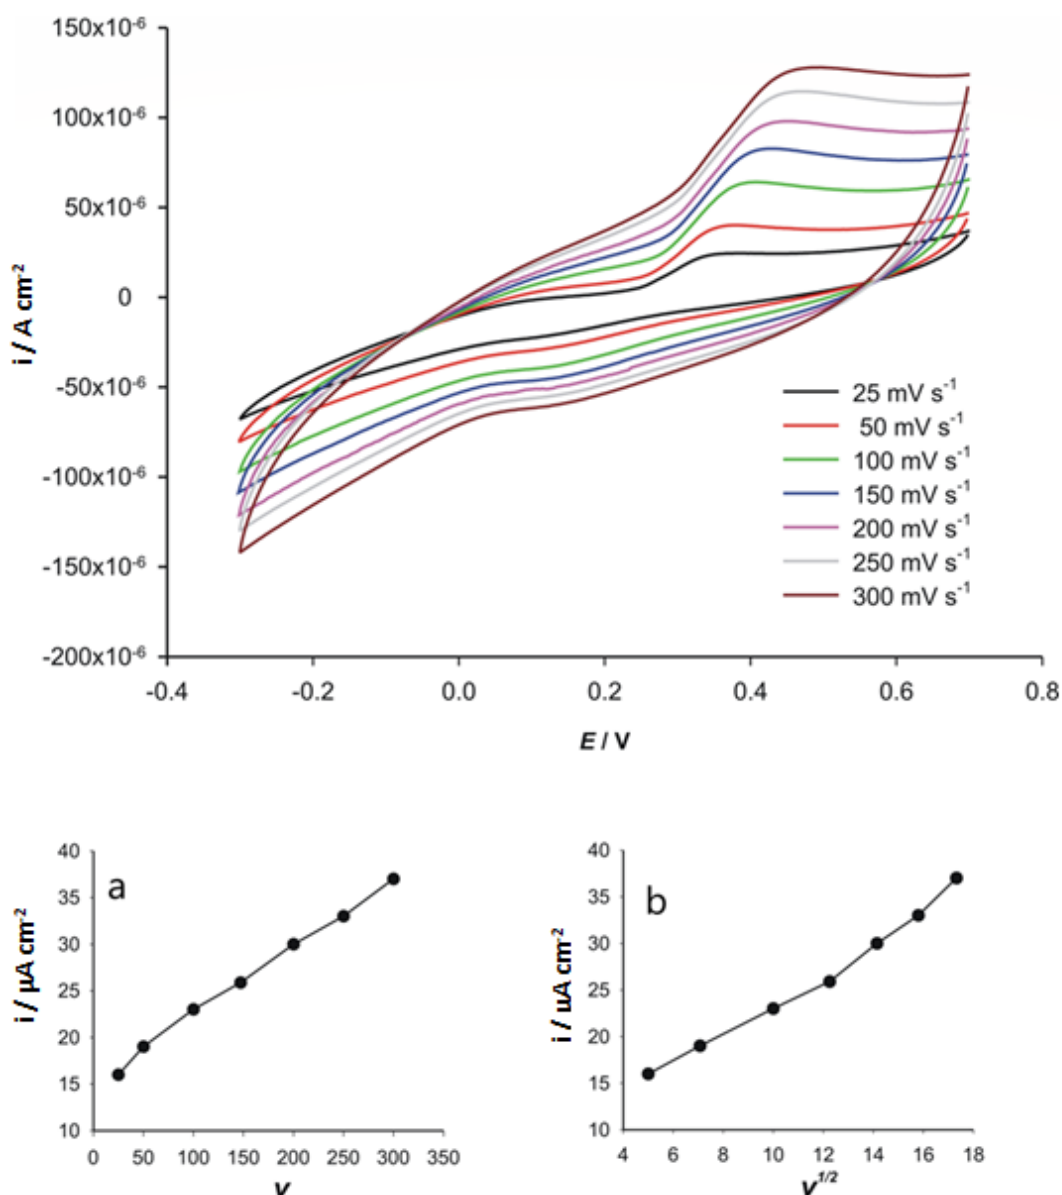 150x10⁻⁶
100x10⁻⁶
50x10⁻⁶
0
-50x10⁻⁶
-100x10⁻⁶
-150x10⁻⁶
-200x10⁻⁶
i / A cm⁻²
25 mV s⁻¹
50 mV s⁻¹
100 mV s⁻¹
150 mV s⁻¹
200 mV s⁻¹
250 mV s⁻¹
300 mV s⁻¹
-0.4 -0.2 0.0 0.2 0.4 0.6 0.8
E / V
a
40
35
30
25
20
15
10
i / µA cm⁻²
0 50 100 150 200 250 300 350
v
b
40
35
30
25
20
15
10
i / µA cm⁻²
4 6 8 10 12 14 16 18
v¹ᐟ²